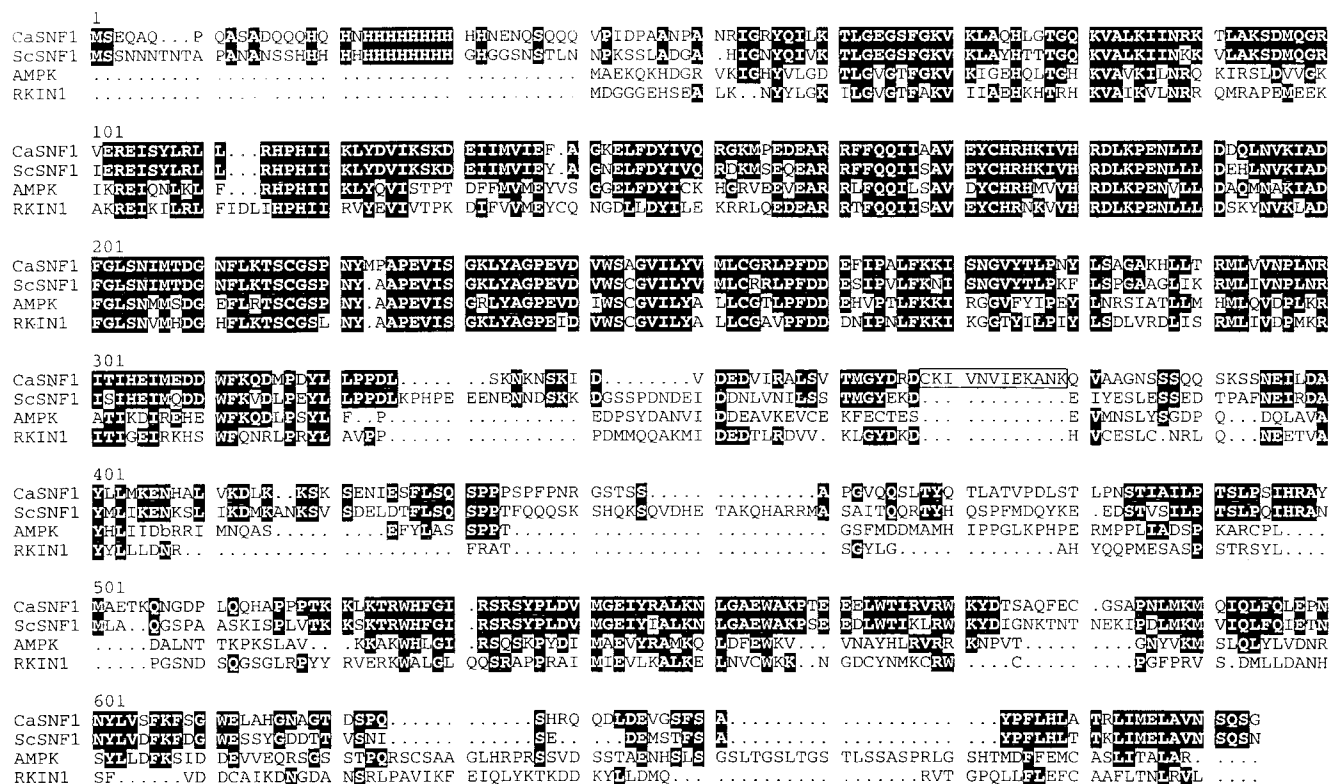 1
CaSNF1 MSEQAQ...P QASADQQQHQ HNHHHHHHHH HHNENQSQQQ VPIDPAANPA NRIGRYQILK TLGEGSFGKV KLAQHLGTGQ KVALKIINRK TLAKSDMQGR
ScSNF1 MSSNNNTNTA PANANSSHHH HHHHHHHHHH GHGGSNSTLN NPKSSLADGA .HIGNYQIVK TLGEGSFGKV KLAYHTTTGQ KVALKIINKK VLAKSDMQGR
AMPK .......... .......... .......... .......... MAEKQKHDGR VKIGHYVLGD TLGVGTFGKV KIGEHQLTGH KVAVKILNRQ KIRSLDVVGK
RKIN1 .......... .......... .......... .......... MDGGGEHSEA LK..NYYLGK ILGVGTFAKV IIAEHKHTRH KVAIKVLNRR QMRAPEMEEK
101
CaSNF1 VEREISYLRL L...RHPHII KLYDVIKSKD EIIMVIEF.A GKELFDYIVQ RGKMPEDEAR RFFQQIIAAV EYCHRHKIVH RDLKPENLLL DDQLNVKIAD
ScSNF1 IEREISYLRL L...RHPHII KLYDVIKSKD EIIMVIEY.A GNELFDYIVQ RDKMSEQEAR RFFQQIISAV EYCHRHKIVH RDLKPENLLL DEHLNVKIAD
AMPK IKREIQNLKL F...RHPHII KLYQVISTPT DFFMVMEYVS GGELFDYICK HGRVEEVEAR RLFQQILSAV DYCHRHMVVH RDLKPENVLL DAQMNAKIAD
RKIN1 AKREIKILRL FIDLIHPHII RVYEVIVTPK DIFVVMEYCQ NGDLLDYILE KRRLQEDEAR RTFQQIISAV EYCHRNKVVH RDLKPENLLL DSKYNVKLAD
201
CaSNF1 FGLSNIMTDG NFLKTSCGSP NYMPAPEVIS GKLYAGPEVD VWSAGVILYV MLCGRLPFDD EFIPALFKKI SNGVYTLPNY LSAGAKHLLT RMLVVNPLNR
ScSNF1 FGLSNIMTDG NFLKTSCGSP NY.AAPEVIS GKLYAGPEVD VWSCGVILYV MLCRRLPFDD ESIPVLFKNI SNGVYTLPKF LSPGAAGLIK RMLIVNPLNR
AMPK FGLSNMMSDG EFLRTSCGSP NY.AAPEVIS GRLYAGPEVD IWSCGVILYA LLCGTLPFDD EHVPTLFKKI RGGVFYIPEY LNRSIATLLM HMLQVDPLKR
RKIN1 FGLSNVMHDG HFLKTSCGSL NY.AAPEVIS GKLYAGPEID VWSCGVILYA LLCGAVPFDD DNIPNLFKKI KGGTYILPIY LSDLVRDLIS RMLIVDPMKR
301
CaSNF1 ITIHEIMEDD WFKQDMPDYL LPPDL..... ....SKNKNSKI D........V DEDVIRALSV TMGYDRDCKI VNVIEKANKQ VAAGNSSSQQ SKSSNEILDA
ScSNF1 ISIHEIMQDD WFKVDLPEYL LPPDLKPHPE EENENNDSKK DGSSPDNDEI DDNLVNILSS TMGYEKD... .........E IYESLESSED TPAFNEIRDA
AMPK ATIKDIREHE WFKQDLPSYL F..P...... .......... EDPSYDANVI DDEAVKEVCE KFECTES... .........E VMNSLYSGDP Q...DQLAVA
RKIN1 ITIGEIRKHS WFQNRLPRYL AVPP...... .......... PDMMQQAKMI DEDTLRDVV. KLGYDKD... .........H VCESLC.NRL Q...NEETVA
401
CaSNF1 YLLMKENHAL VKDLK..KSK SENIESFLSQ SPPPSPFPNR GSTSS..... .........A PGVQQSLTYQ TLATVPDLST LPNSTIAILP TSLPSIHRAY
ScSNF1 YMLIKENKSL IKDMKANKSV SDELDTFLSQ SPPTFQQQSK SHQKSQVDHE TAKQHARRMA SAITQQRTYH QSPFMDQYKE .EDSTVSILP TSLPQIHRAN
AMPK YHLIIDbRRI MNQAS..... ....EFYLAS SPPT...... .......... .......... GSFMDDMAMH IPPGLKPHPE RMPPLIADSP KARCPL....
RKIN1 YYLLLDNR.. .......... .......... FRAT...... .......... .......... SGYLG..... ........AH YQQPMESASP STRSYL....
501
CaSNF1 MAETKQNGDP LQQHAPPPTK KLKTRWHFGI .RSRSYPLDV MGEIYRALKN LGAEWAKPTE EELWTIRVRW KYDTSAQFEC .GSAPNLMKM QIQLFQLEPN
ScSNF1 MLA..QGSPA ASKISPLVTK KSKTRWHFGI .RSRSYPLDV MGEIYIALKN LGAEWAKPSE EDLWTIKLRW KYDIGNKTNT NEKIPDLMKM VIQLFQIETN
AMPK .....DALNT TKPKSLAV.. .KKAKWHLGI .RSQSKPYDI MAEVYRAMKQ LDFEWKV... .VNAYHLRVRR KNPVT..... ....GNYVKM SLQLYLVDNR
RKIN1 .....PGSND SQGSGLRPYY RVERKWALGL QQSRAPPRAI MIEVLKALKE LNVCWKK..N GDCYNMKCRW ....C..... ....PGFPRV S.DMLLDANH
601
CaSNF1 NYLVSFKFSG WELAHGNAGT DSPQ...... .......... .....SHRQ QDLDEVGSFS A......... .......... .......... YPFLHLA TRLIMELAVN SQSG
ScSNF1 NYLVDFKFDG WESSYGDDTT VSNI...... .......... .....SE.. ..DEMSTFS A......... .......... .......... YPFLHLT TKLIMELAVN SQSN
AMPK SYLLDFKSID DEVVEQRSGS STPQRSCSAA GLHRPRSSVD SSTAENHSLS GSLTGSLTGS TLSSASPRLG SHTMDFFEMC ASLITALAR. ....
RKIN1 SF.....VD DCAIKDNGDA NSRLPAVIKF EIQLYKTKDD KYLLDMQ... .......... .......RVT GPQLLFLEFC AAFLTNLRVL ....